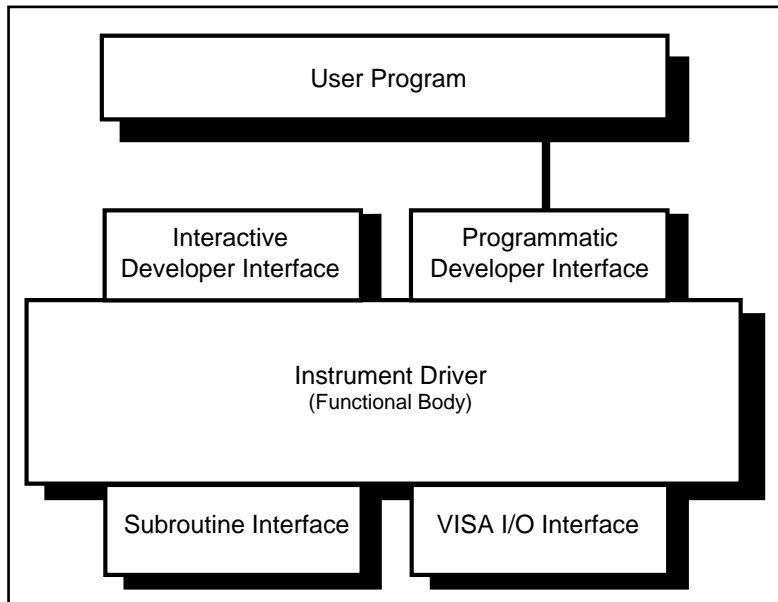 User Program
Interactive
Developer Interface
Programmatic
Developer Interface
Instrument Driver
(Functional Body)
Subroutine Interface
VISA I/O Interface